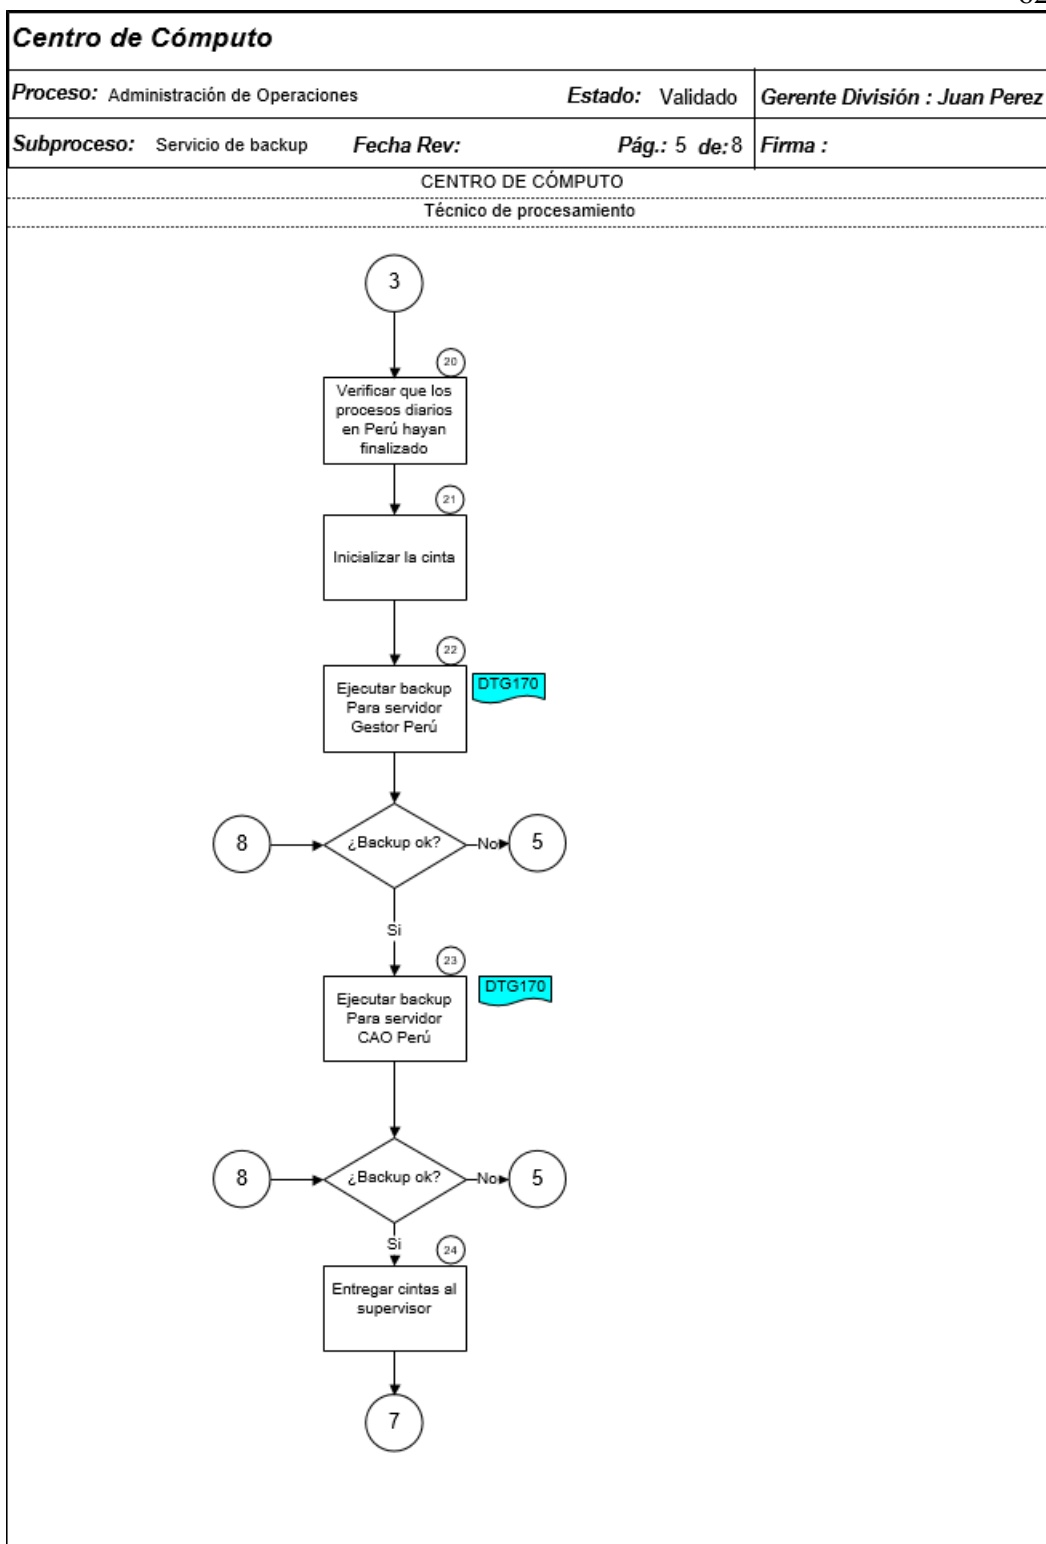 Centro de Cómputo
Proceso: Administración de Operaciones Estado: Validado Gerente División : Juan Perez
Subproceso: Servicio de backup Fecha Rev: Pág.: 5 de: 8 Firma :
CENTRO DE CÓMPUTO
Técnico de procesamiento
3
20
Verificar que los
procesos diarios
en Perú hayan
finalizado
21
Inicializar la cinta
22
Ejecutar backup
Para servidor
Gestor Perú
DTG170
8
¿Backup ok?
No
5
Si
23
Ejecutar backup
Para servidor
CAO Perú
DTG170
8
¿Backup ok?
No
5
Si
24
Entregar cintas al
supervisor
7